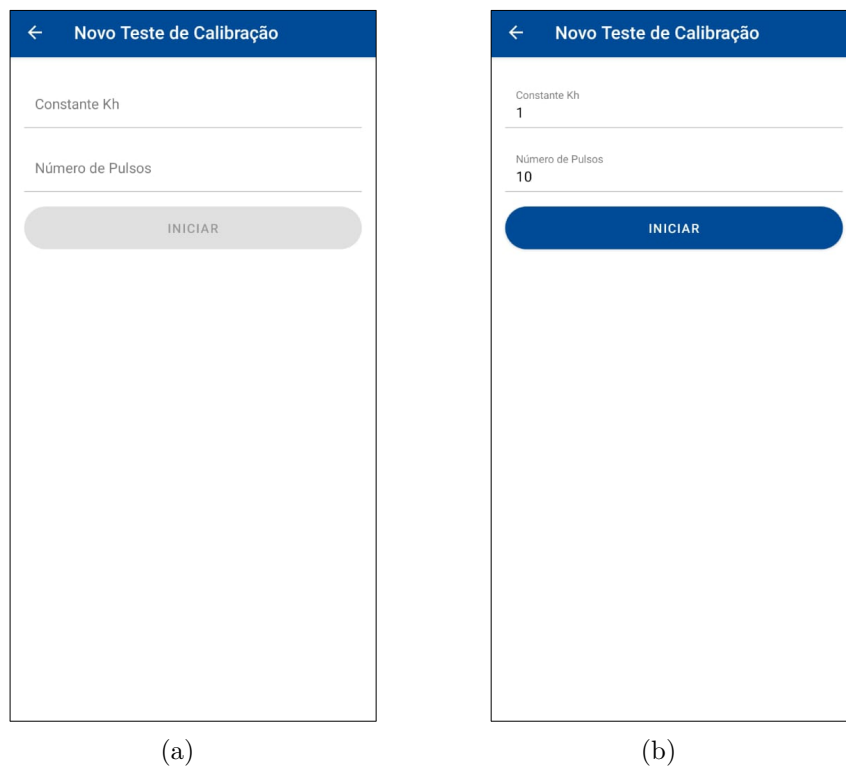 Novo Teste de Calibração
Constante Kh
Número de Pulsos
INICIAR
(a)
Novo Teste de Calibração
Constante Kh
1
Número de Pulsos
10
INICIAR
(b)